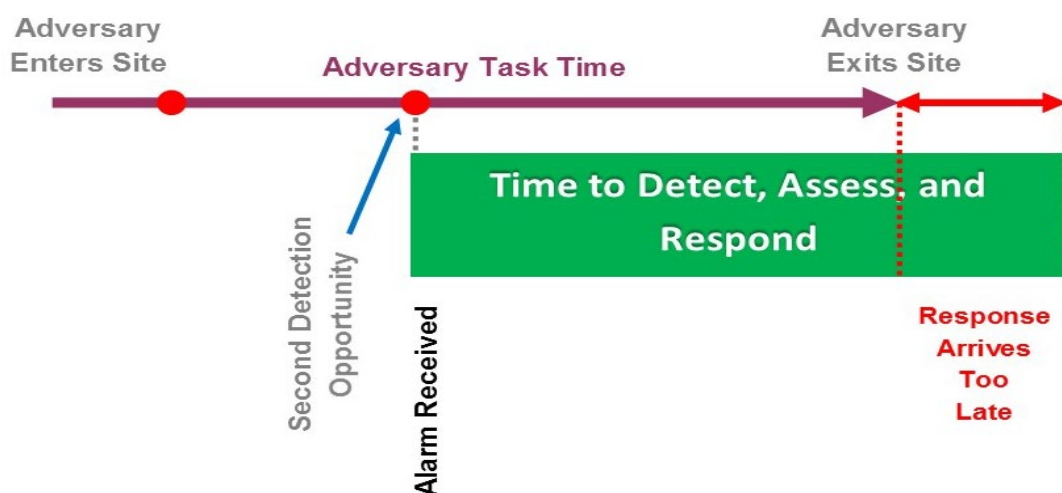 Adversary
Enters Site
Adversary Task Time
Adversary
Exits Site
Time to Detect, Assess, and
Respond
Second Detection
Opportunity
Alarm Received
Response
Arrives
Too
Late